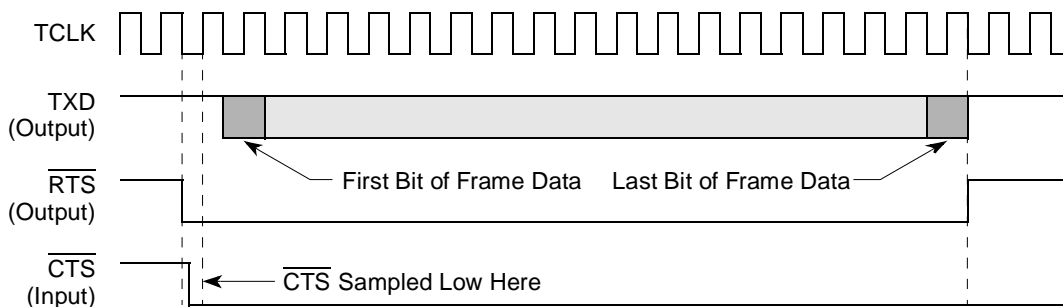 TCLK
TXD
(Output)
First Bit of Frame Data Last Bit of Frame Data
RTS
(Output)
CTS
(Input)
CTS Sampled Low Here